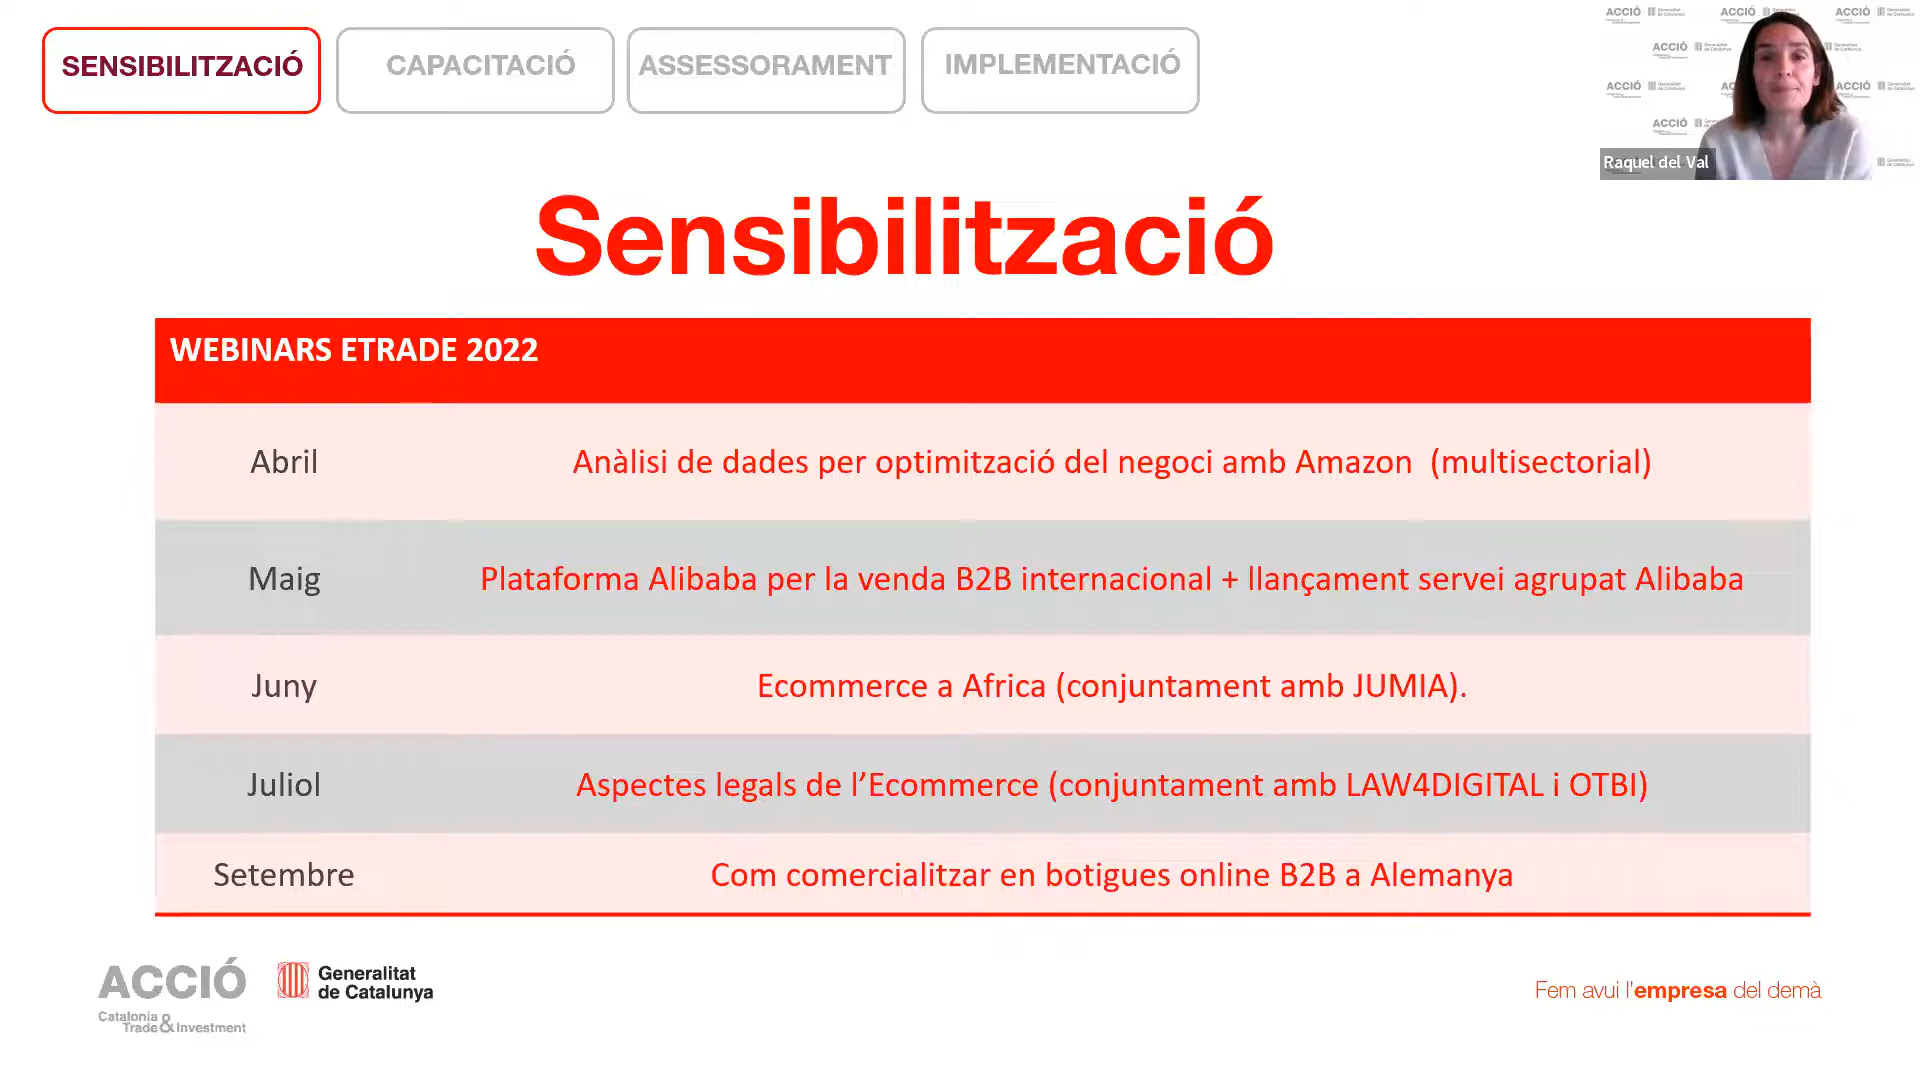 SENSIBILITZACIÓ
CAPACITACIÓ
ASSESSORAMENT
IMPLEMENTACIÓ
Raquel del Val
Sensibilització
WEBINARS ETRADE 2022
Abril
Anàlisi de dades per optimització del negoci amb Amazon (multisectorial)
Maig
Plataforma Alibaba per la venda B2B internacional + llançament servei agrupat Alibaba
Juny
Ecommerce a Africa (conjuntament amb JUMIA).
Juliol
Aspectes legals de l’Ecommerce (conjuntament amb LAW4DIGITAL i OTBI)
Setembre
Com comercialitzar en botigues online B2B a Alemanya
ACCIÓ
Catalonia
Trade & Investment
Generalitat
de Catalunya
Fem avui l'empresa del demà